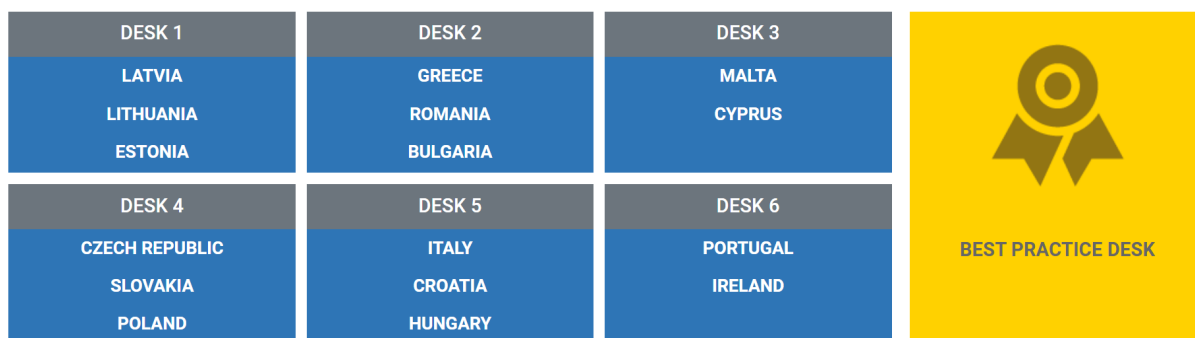 DESK 1
LATVIA
LITHUANIA
ESTONIA
DESK 2
GREECE
ROMANIA
BULGARIA
DESK 3
MALTA
CYPRUS
DESK 4
CZECH REPUBLIC
SLOVAKIA
POLAND
DESK 5
ITALY
CROATIA
HUNGARY
DESK 6
PORTUGAL
IRELAND
BEST PRACTICE DESK